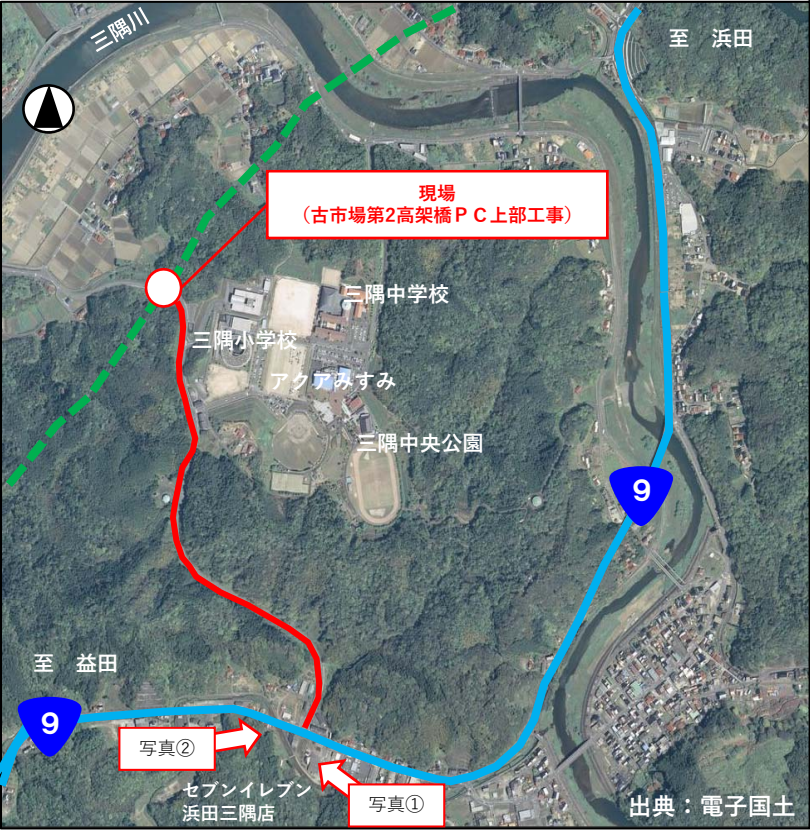 三隅川
至 浜田
現場
(古市場第2高架橋PC上部工事)
三隅中学校
三隅小学校
アクアみすみ
三隅中央公園
9
至 益田
9
写真②
セブンイレブン
浜田三隅店
写真①
出典：電子国土